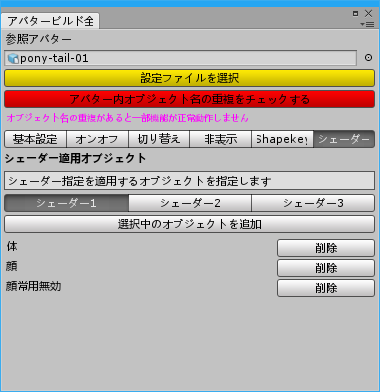 アバタービルド全
参照アバター
pony-tail-01
設定ファイルを選択
アバター内オブジェクト名の重複をチェックする
オブジェクト名の重複があると一部機能が正常動作しません
基本設定 オンオフ 切り替え 非表示 Shapekey シェーダー
シェーダー適用オブジェクト
シェーダー指定を適用するオブジェクトを指定します
シェーダー1 シェーダー2 シェーダー3
選択中のオブジェクトを追加
体 削除
顔 削除
顔常用無効 削除